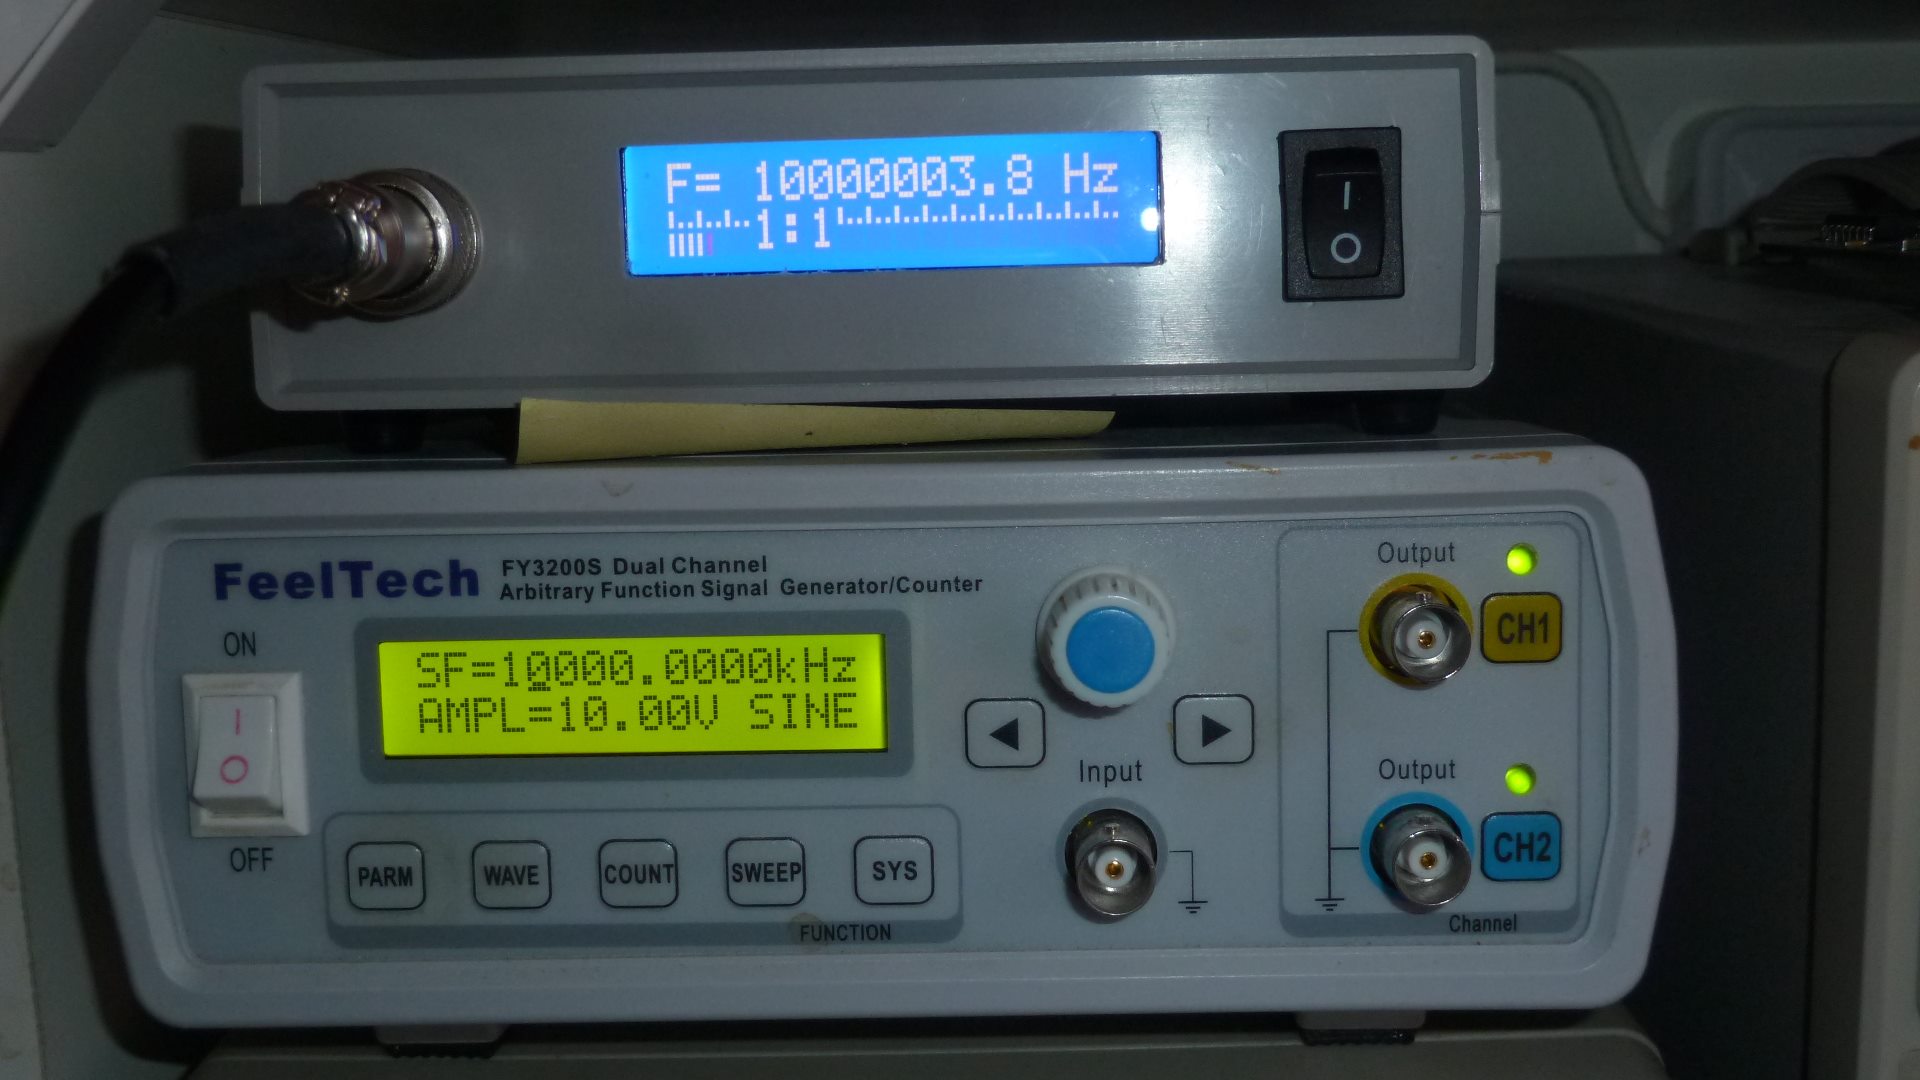 F= 10000003.8 Hz
1:1
I
O
FeelTech
FY3200S Dual Channel
Arbitrary Function Signal Generator/Counter
ON
I
O
OFF
SF=10000.0000kHz
AMPL=10.00V SINE
PARM
WAVE
COUNT
SWEEP
SYS
FUNCTION
Input
Output
CH1
Output
CH2
Channel